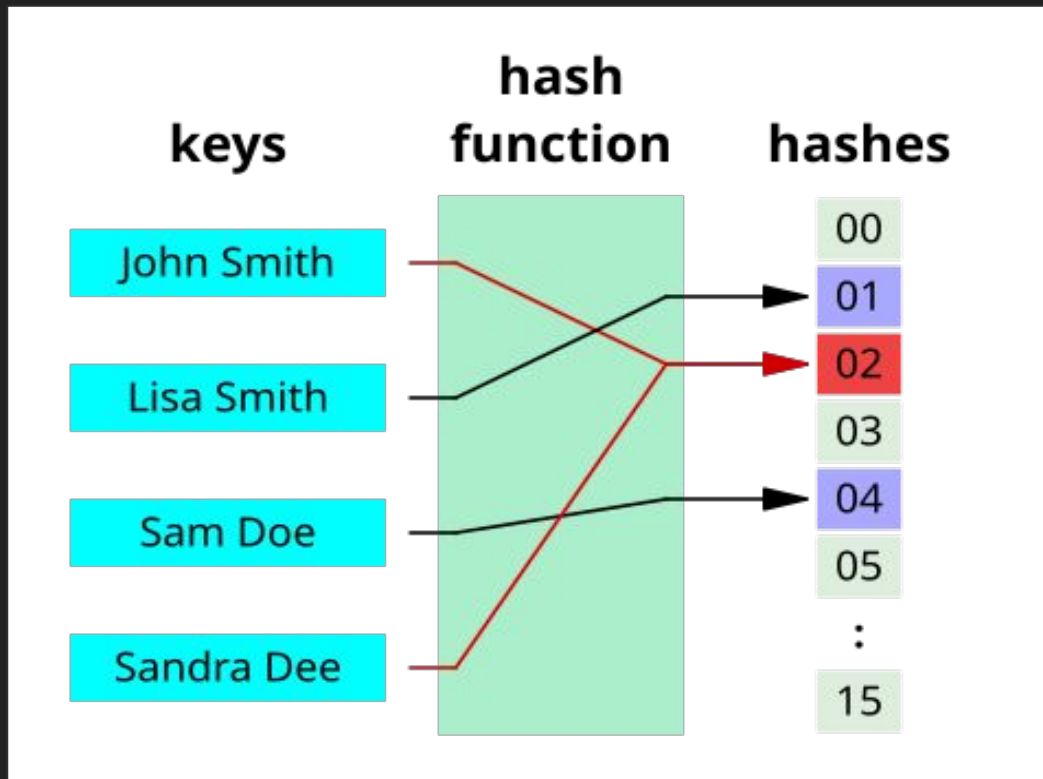 keys
hash
function
hashes
John Smith
Lisa Smith
Sam Doe
Sandra Dee
00
01
02
03
04
05
:
15